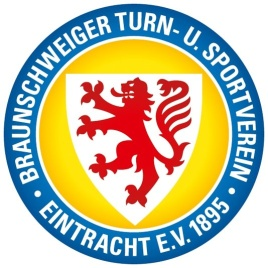 BRAUNSCHWEIGER TURN- U. SPORTVEREIN
EINTRACHT E.V. 1895